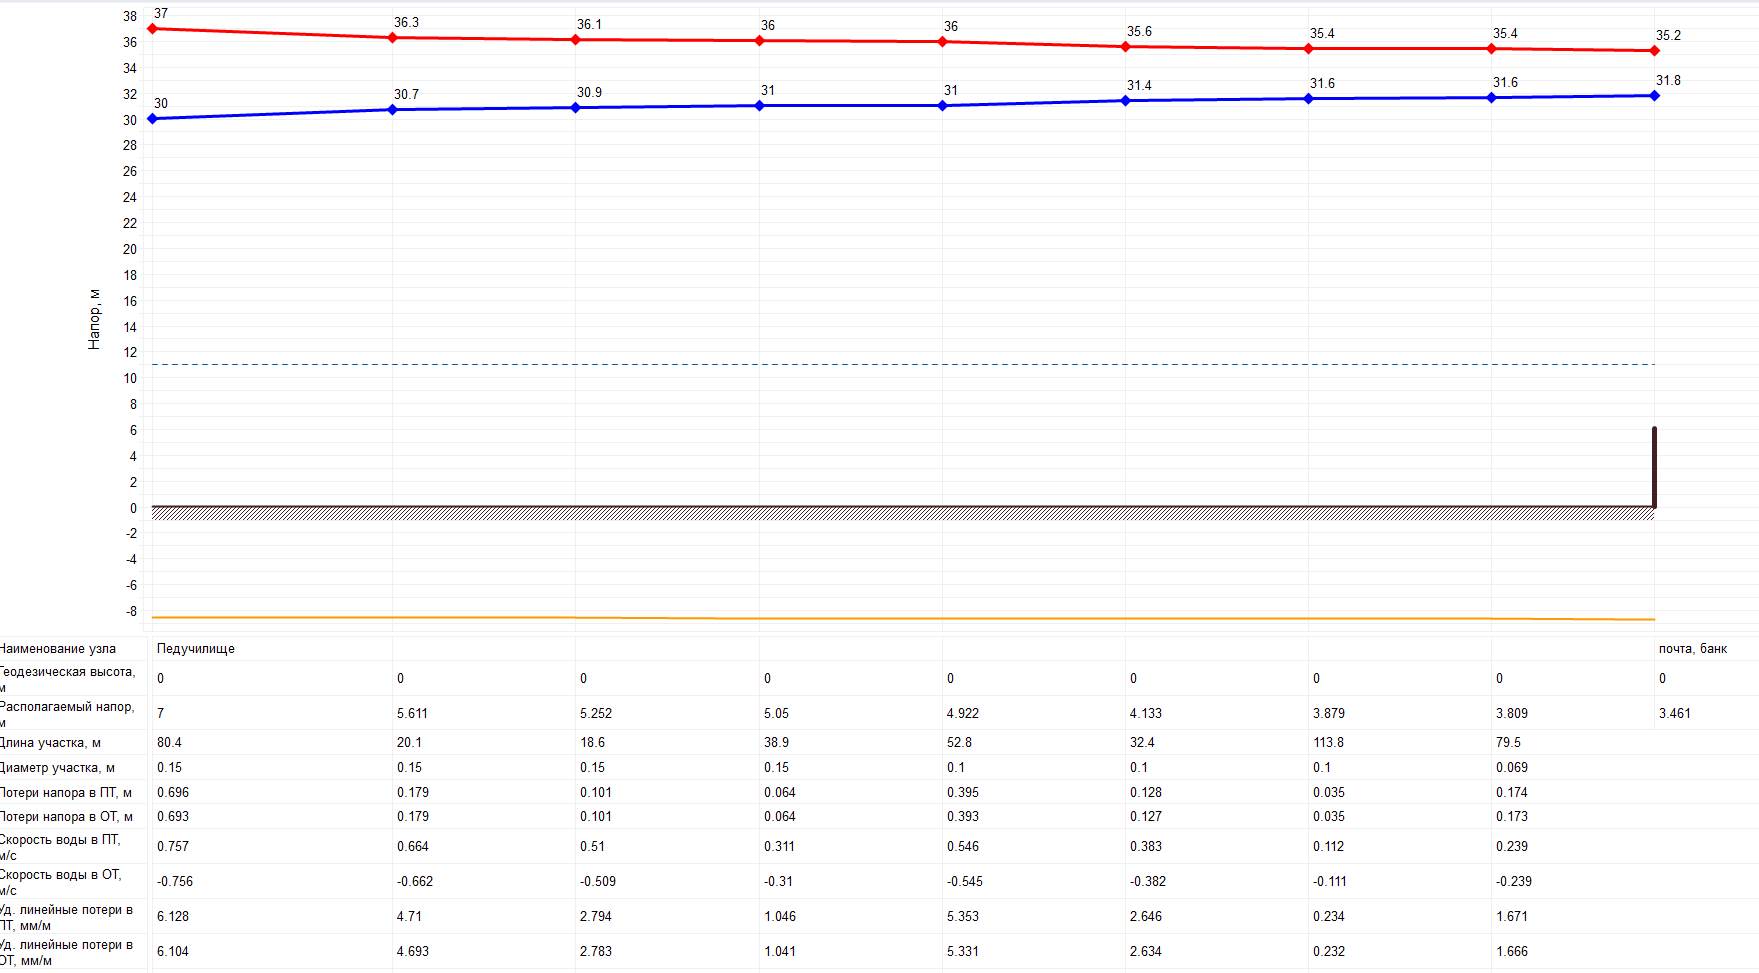 38
36
34
32
30
28
26
24
22
20
18
16
14
12
10
8
6
4
2
0
-2
-4
-6
-8
Напор, м
37 36.3 36.1 36 36 35.6 35.4 35.4 35.2
30 30.7 30.9 31 31 31.4 31.6 31.6 31.8
Наименование узла Педучилище почта, банк
Геодезическая высота,
м 0 0 0 0 0 0 0 0 0
Располагаемый напор,
м 7 5.611 5.252 5.05 4.922 4.133 3.879 3.809 3.461
Длина участка, м 80.4 20.1 18.6 38.9 52.8 32.4 113.8 79.5
Диаметр участка, м 0.15 0.15 0.15 0.15 0.1 0.1 0.1 0.069
Потери напора в ПТ, м 0.696 0.179 0.101 0.064 0.395 0.128 0.035 0.174
Потери напора в ОТ, м 0.693 0.179 0.101 0.064 0.393 0.127 0.035 0.173
Скорость воды в ПТ,
м/с 0.757 0.664 0.51 0.311 0.546 0.383 0.112 0.239
Скорость воды в ОТ,
м/с -0.756 -0.662 -0.509 -0.31 -0.545 -0.382 -0.111 -0.239
Уд. линейные потери в
ПТ, мм/м 6.128 4.71 2.794 1.046 5.353 2.646 0.234 1.671
Уд. линейные потери в
ОТ, мм/м 6.104 4.693 2.783 1.041 5.331 2.634 0.232 1.666